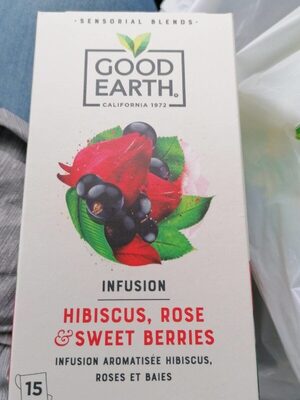 · SENSORIAL BLENDS ·
GOOD
EARTH®
CALIFORNIA 1972
INFUSION
HIBISCUS, ROSE
& SWEET BERRIES
INFUSION AROMATISÉE HIBISCUS,
ROSES ET BAIES
15